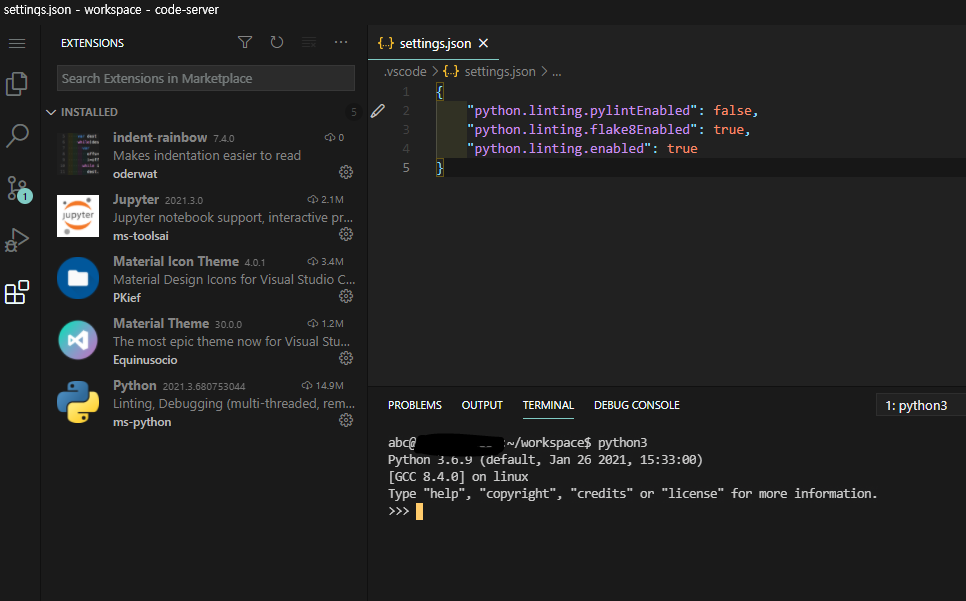 settings.json - workspace - code-server
EXTENSIONS
Search Extensions in Marketplace
INSTALLED 5
indent-rainbow 7.4.0 0
Makes indentation easier to read
oderwat
Jupyter 2021.3.0 2.1M
Jupyter notebook support, interactive pr...
ms-toolsai
Material Icon Theme 4.0.1 3.4M
Material Design Icons for Visual Studio C...
PKief
Material Theme 30.0.0 1.2M
The most epic theme now for Visual Stu...
Equinusocio
Python 2021.3.680753044 14.9M
Linting, Debugging (multi-threaded, rem...
ms-python
jupyter
1
{..} settings.json ×
.vscode > {..} settings.json > ...
1 {
2 "python.linting.pylintEnabled": false,
3 "python.linting.flake8Enabled": true,
4 "python.linting.enabled": true
5 }
PROBLEMS OUTPUT TERMINAL DEBUG CONSOLE 1: python3
abc@ :~/workspace$ python3
Python 3.6.9 (default, Jan 26 2021, 15:33:00)
[GCC 8.4.0] on linux
Type "help", "copyright", "credits" or "license" for more information.
>>>